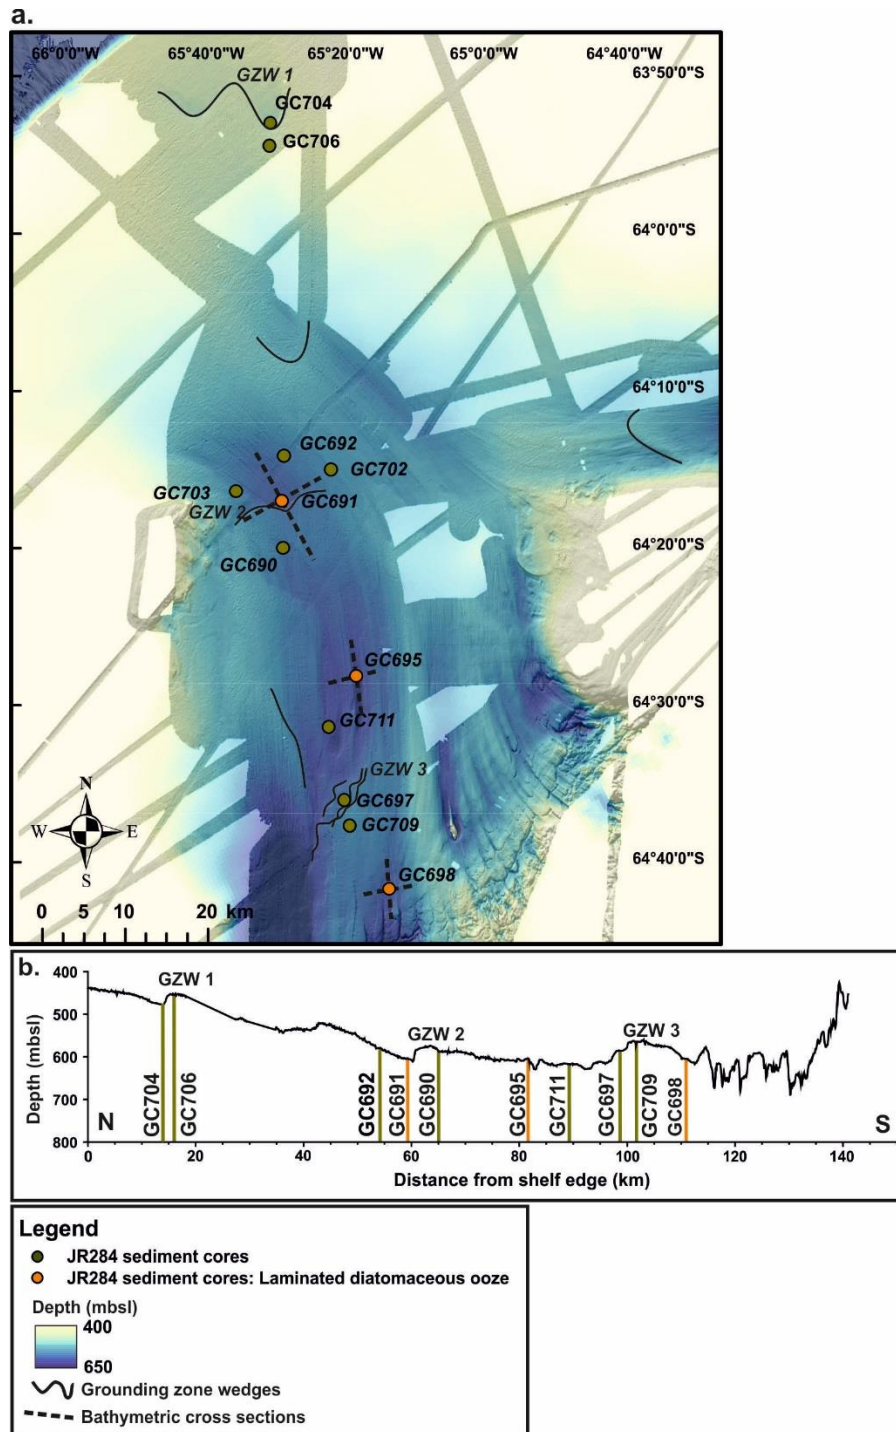 a.
66°0'0"W 65°40'0"W 65°20'0"W 65°0'0"W 64°40'0"W
63°50'0"S
GZW 1
GC704
GC706
64°0'0"S
64°10'0"S
GC692
GC702
GC703
GC691
GZW 2
64°20'0"S
GC690
GC695
64°30'0"S
GC711
GZW 3
GC697
GC709
N
W E
S
64°40'0"S
GC698
0 5 10 20 km
b.
400
500
600
700
800
Depth (mbsl)
GZW 1
GZW 2
GZW 3
GC704
GC706
GC692
GC691
GC690
GC695
GC711
GC697
GC709
GC698
N
S
0 20 40 60 80 100 120 140
Distance from shelf edge (km)
Legend
JR284 sediment cores
JR284 sediment cores: Laminated diatomaceous ooze
Depth (mbsl)
400
650
Grounding zone wedges
Bathymetric cross sections